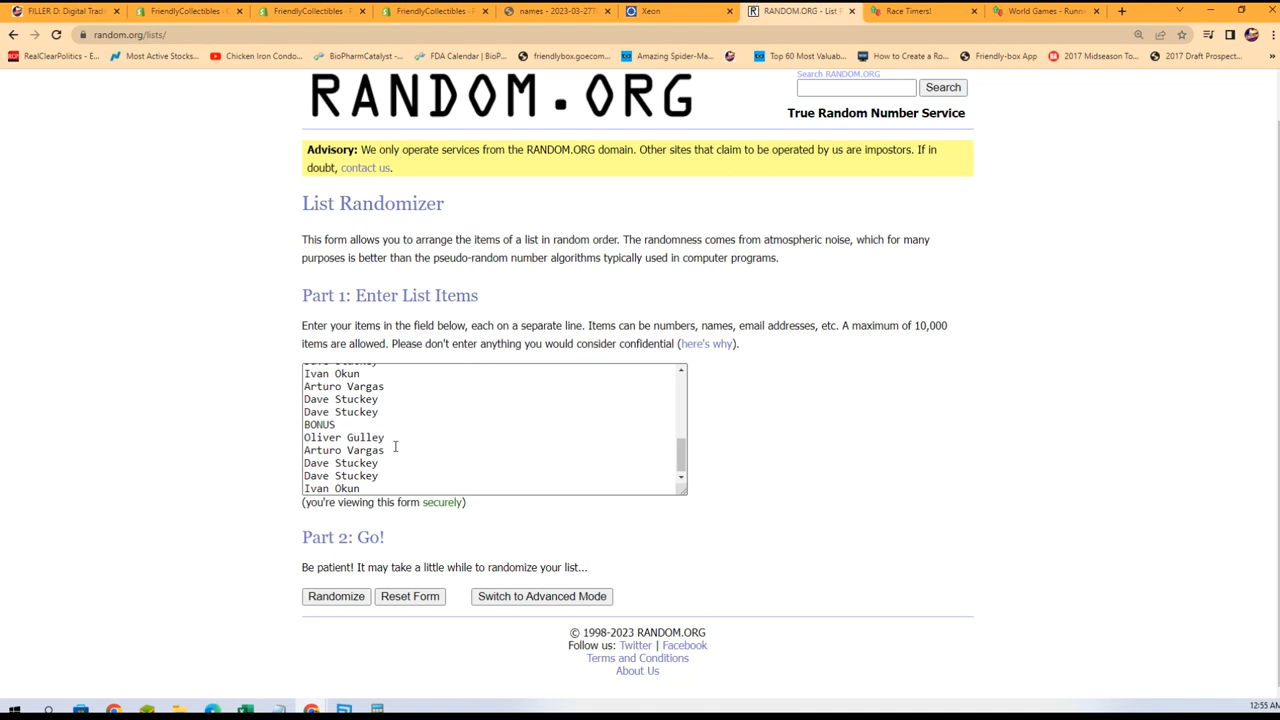 FILLER D: Digital Trad
FriendlyCollectibles - C
FriendlyCollectibles - F
FriendlyCollectibles - F
names - 2023-03-27T
Xeon
RANDOM.ORG - List R
Race Timers!
World Games - Runn
random.org/lists/
RealClearPolitics - E...
Most Active Stocks...
Chicken Iron Condo...
BioPharmCatalyst -...
FDA Calendar | BioP...
friendlybox.goecom...
Amazing Spider-Ma...
Top 60 Most Valuab...
How to Create a Ro...
Friendly-box App
2017 Midseason To...
2017 Draft Prospect...
RANDOM.ORG
Search RANDOM.ORG
Search
True Random Number Service
Advisory: We only operate services from the RANDOM.ORG domain. Other sites that claim to be operated by us are impostors. If in
doubt, contact us.
List Randomizer
This form allows you to arrange the items of a list in random order. The randomness comes from atmospheric noise, which for many
purposes is better than the pseudo-random number algorithms typically used in computer programs.
Part 1: Enter List Items
Enter your items in the field below, each on a separate line. Items can be numbers, names, email addresses, etc. A maximum of 10,000
items are allowed. Please don't enter anything you would consider confidential (here's why).
Dave Stuckey
Ivan Okun
Arturo Vargas
Dave Stuckey
Dave Stuckey
BONUS
Oliver Gulley
Arturo Vargas
Dave Stuckey
Dave Stuckey
Ivan Okun
(you're viewing this form securely)
Part 2: Go!
Be patient! It may take a little while to randomize your list...
Randomize
Reset Form
Switch to Advanced Mode
© 1998-2023 RANDOM.ORG
Follow us: Twitter | Facebook
Terms and Conditions
About Us
12:55 AM